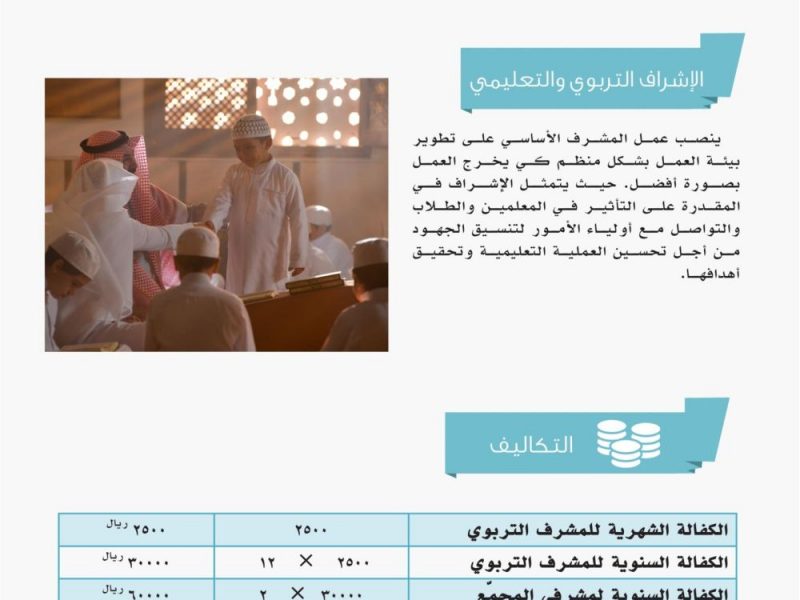 الإشراف التربوي والتعليمي
ينصب عمل المشرف الأساسي على تطوير
بيئة العمل بشكل منظم كي يخرج العمل
بصورة أفضل. حيث يتمثل الإشراف في
المقدرة على التأثير في المعلمين والطلاب
والتواصل مع أولياء الأمور لتنسيق الجهود
من أجل تحسين العملية التعليمية وتحقيق
أهدافها.
التكاليف
الكفالة الشهرية للمشرف التربوي ٢٥٠٠ ٢٥٠٠ ريال
الكفالة السنوية للمشرف التربوي ٢٥٠٠ × ١٢ ٣٠٠٠٠ ريال
الكفالة السنوية لمشرفي المجمّع ٣٠٠٠٠ × ٢ ٦٠٠٠٠ ريال